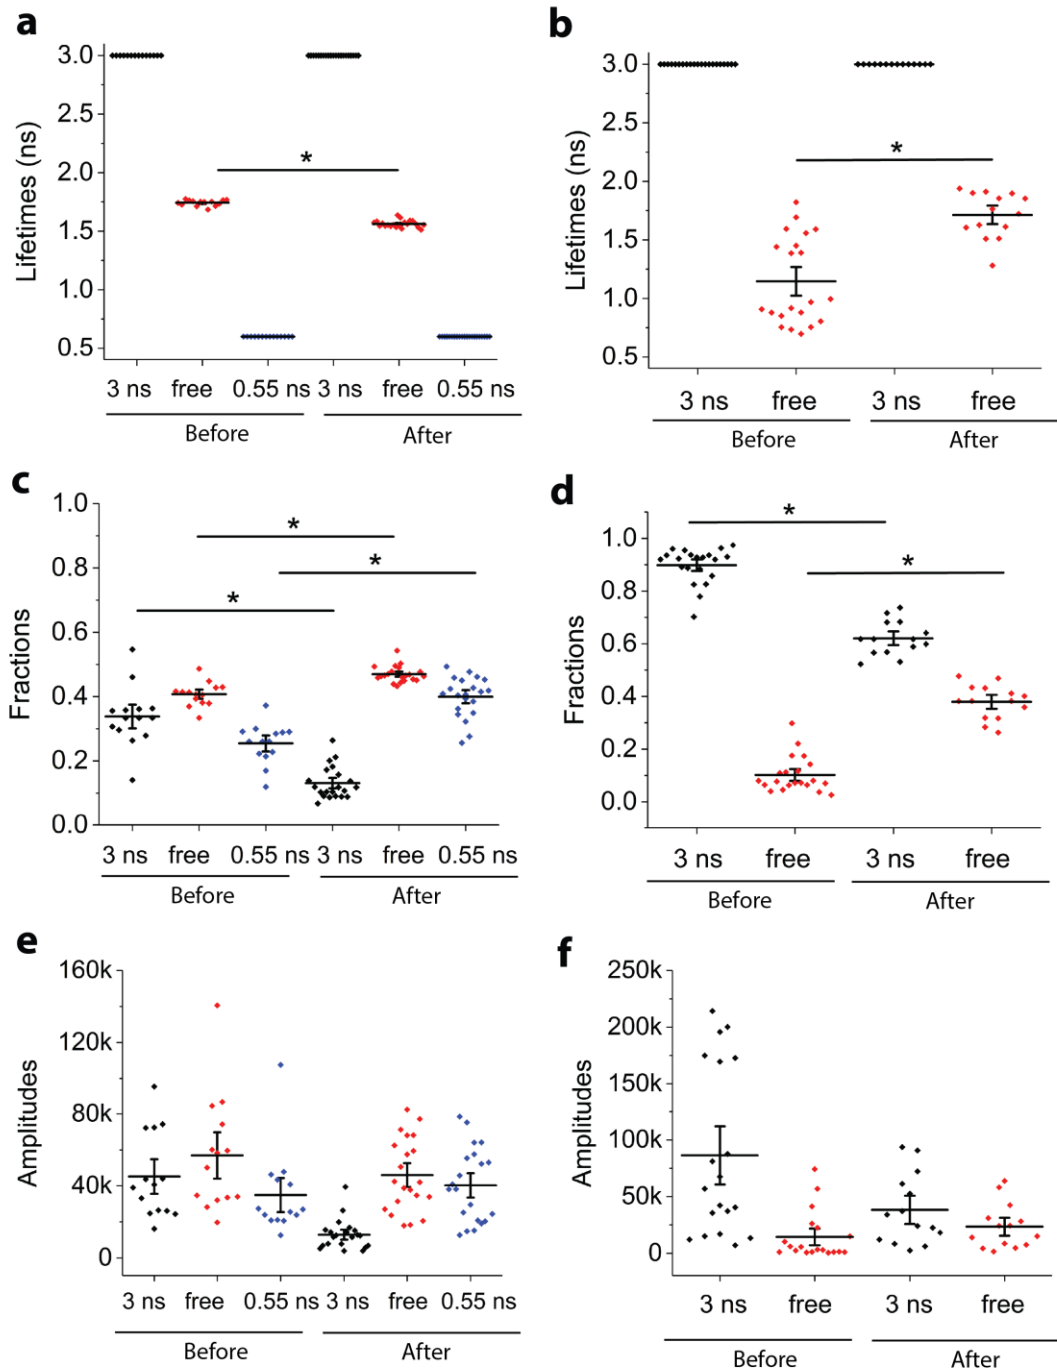 a
3.0
2.5
2.0
1.5
1.0
0.5
Lifetimes (ns)
*
3 ns free 0.55 ns 3 ns free 0.55 ns
Before After
b
3.0
2.5
2.0
1.5
1.0
0.5
Lifetimes (ns)
*
3 ns free 3 ns free
Before After
c
1.0
0.8
0.6
0.4
0.2
0.0
Fractions
*
*
*
3 ns free 0.55 ns 3 ns free 0.55 ns
Before After
d
1.0
0.8
0.6
0.4
0.2
0.0
Fractions
*
*
3 ns free 3 ns free
Before After
e
160k
120k
80k
40k
0
Amplitudes
3 ns free 0.55 ns 3 ns free 0.55 ns
Before After
f
250k
200k
150k
100k
50k
0
Amplitudes
3 ns free 3 ns free
Before After